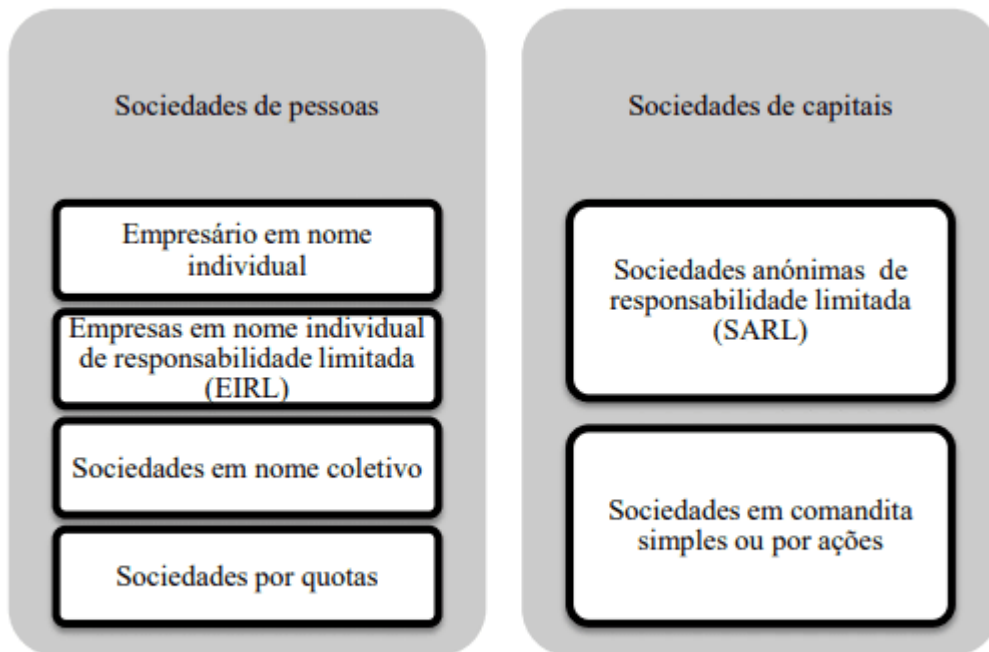 Sociedades de pessoas
Empresário em nome
individual
Empresas em nome individual
de responsabilidade limitada
(EIRL)
Sociedades em nome coletivo
Sociedades por quotas
Sociedades de capitais
Sociedades anónimas de
responsabilidade limitada
(SARL)
Sociedades em comandita
simples ou por ações